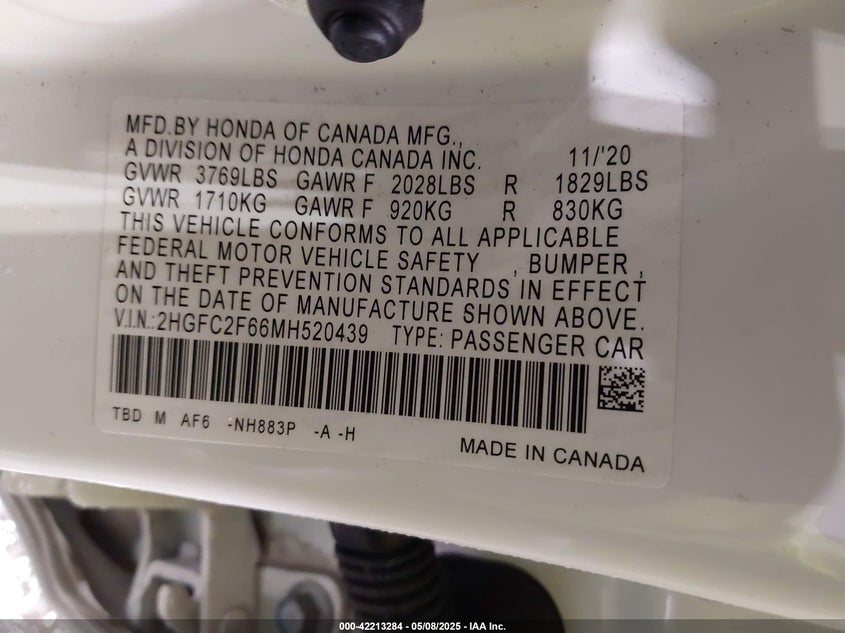 MFD.BY HONDA OF CANADA MFG.,
A DIVISION OF HONDA CANADA INC. 11/'20
GVWR 3769LBS GAWR F 2028LBS R 1829LBS
GVWR 1710KG GAWR F 920KG R 830KG
THIS VEHICLE CONFORMS TO ALL APPLICABLE
FEDERAL MOTOR VEHICLE SAFETY , BUMPER ,
AND THEFT PREVENTION STANDARDS IN EFFECT
ON THE DATE OF MANUFACTURE SHOWN ABOVE.
V.I.N.:2HGFC2F66MH520439 TYPE: PASSENGER CAR
TBD M AF6 -NH883P -A -H
MADE IN CANADA
000-42213284 - 05/08/2025 - IAA Inc.